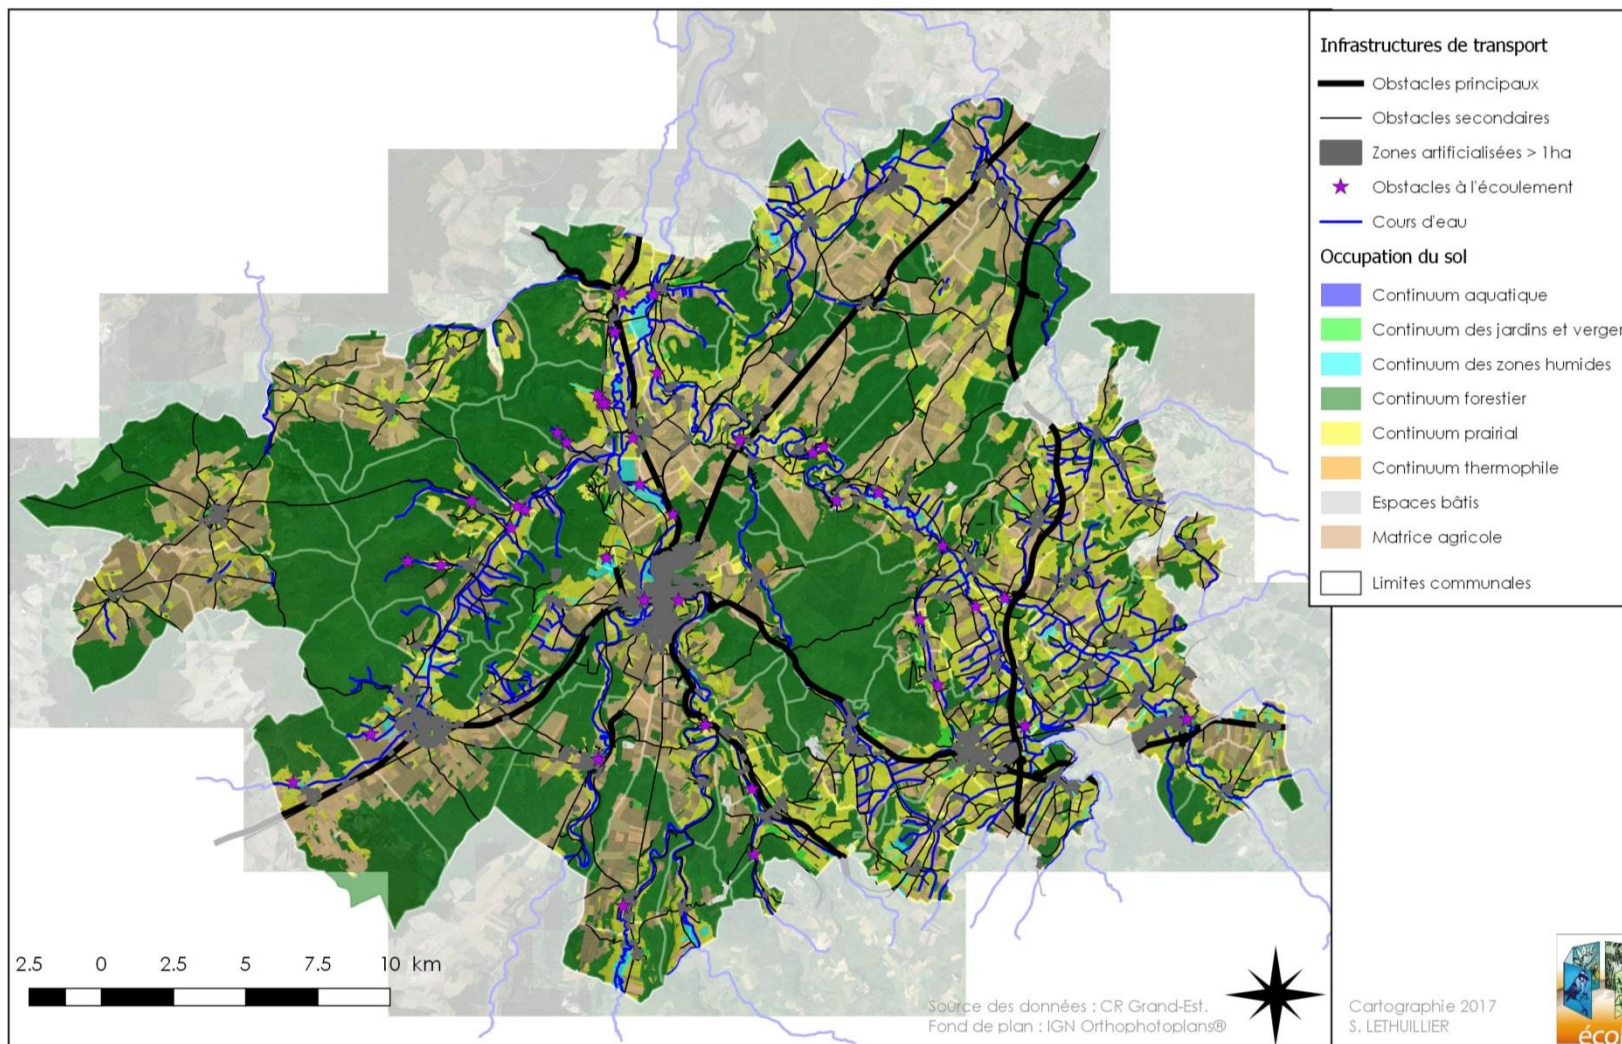 Infrastructures de transport
Obstacles principaux
Obstacles secondaires
Zones artificialisées > 1ha
Obstacles à l'écoulement
Cours d'eau
Occupation du sol
Continuum aquatique
Continuum des jardins et verger
Continuum des zones humides
Continuum forestier
Continuum prairial
Continuum thermophile
Espaces bâtis
Matrice agricole
Limites communales
2.5 0 2.5 5 7.5 10 km
Source des données : CR Grand-Est.
Fond de plan : IGN Orthophotoplans®
Cartographie 2017
S. LETHUILLIER
éco